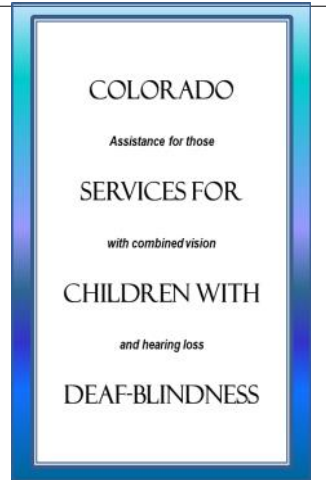 COLORADO
Assistance for those
SERVICES FOR
with combined vision
CHILDREN WITH
and hearing loss
DEAF-BLINDNESS